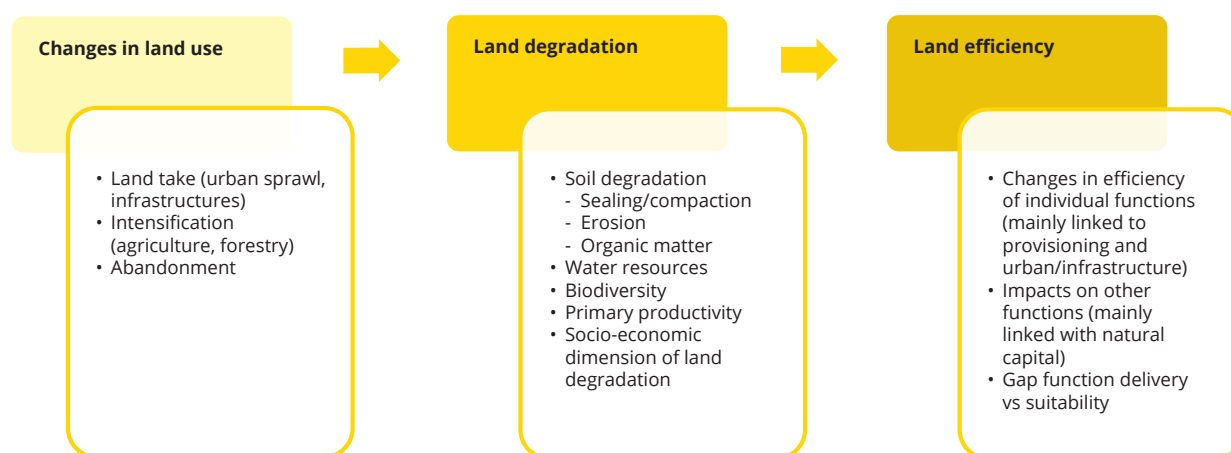 Changes in land use
• Land take (urban sprawl,
infrastructures)
• Intensification
(agriculture, forestry)
• Abandonment
Land degradation
• Soil degradation
- Sealing/compaction
- Erosion
- Organic matter
• Water resources
• Biodiversity
• Primary productivity
• Socio-economic
dimension of land
degradation
Land efficiency
• Changes in efficiency
of individual functions
(mainly linked to
provisioning and
urban/infrastructure)
• Impacts on other
functions (mainly
linked with natural
capital)
• Gap function delivery
vs suitability